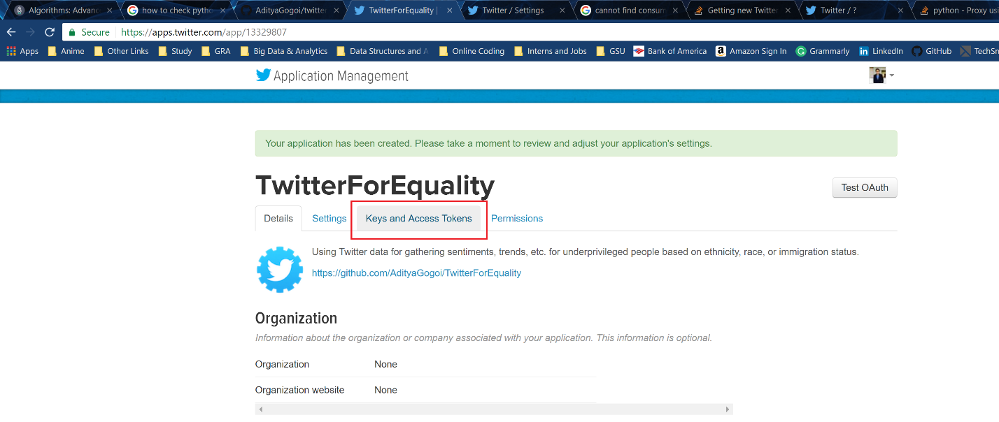 Algorithms: Advanc
how to check pytho
AdityaGogoi/twitter
TwitterForEquality |
Twitter / Settings
cannot find consum
Getting new Twitter
Twitter / ?
python - Proxy usi
Secure https://apps.twitter.com/app/13329807
Apps Anime Other Links Study GRA Big Data & Analytics Data Structures and A Online Coding Interns and Jobs GSU Bank of America Amazon Sign In Grammarly LinkedIn GitHub TechSn
Application Management
Your application has been created. Please take a moment to review and adjust your application's settings.
TwitterForEquality
Test OAuth
Details Settings Keys and Access Tokens Permissions
Using Twitter data for gathering sentiments, trends, etc. for underprivileged people based on ethnicity, race, or immigration status.
https://github.com/AdityaGogoi/TwitterForEquality
Organization
Information about the organization or company associated with your application. This information is optional.
Organization None
Organization website None